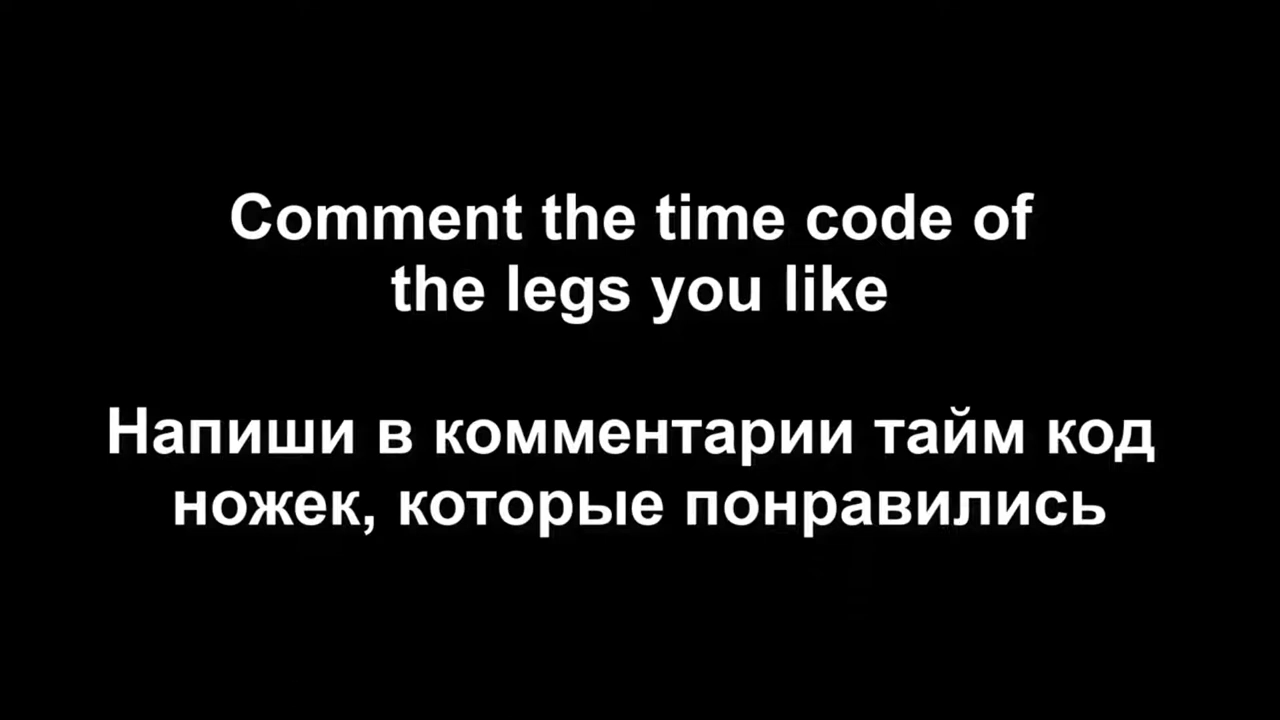 Comment the time code of
the legs you like
Напиши в комментарии тайм код
ножек, которые понравились